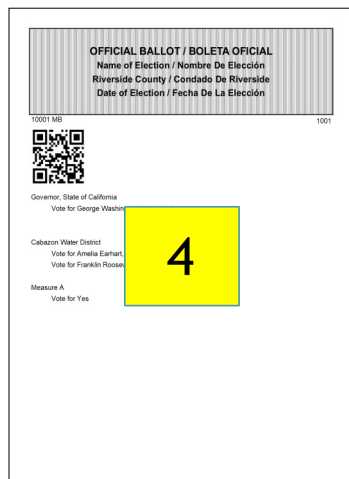 OFFICIAL BALLOT / BOLETA OFICIAL
Name of Election / Nombre De Elección
Riverside County / Condado De Riverside
Date of Election / Fecha De La Elección
10001 MB 1001
Governor, State of California
Vote for George Washin
Cabazon Water District
Vote for Amelia Earhart,
Vote for Franklin Roosev
4
Measure A
Vote for Yes